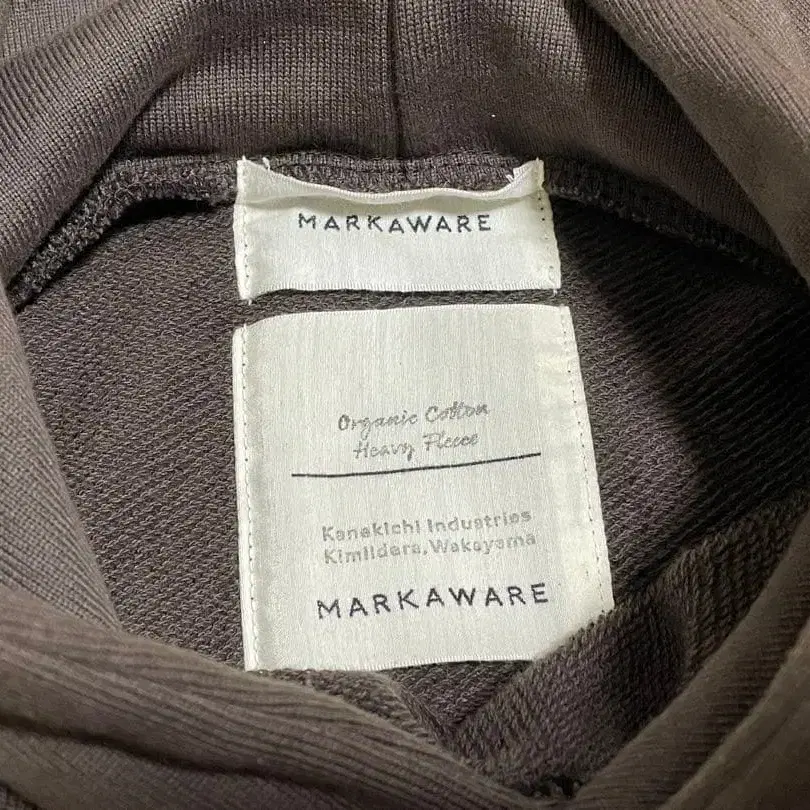 MARKAWARE
Organic Cotton
Heavy Fleece
Kanekichi Industries
Kimiidera, Wakayama
MARKAWARE